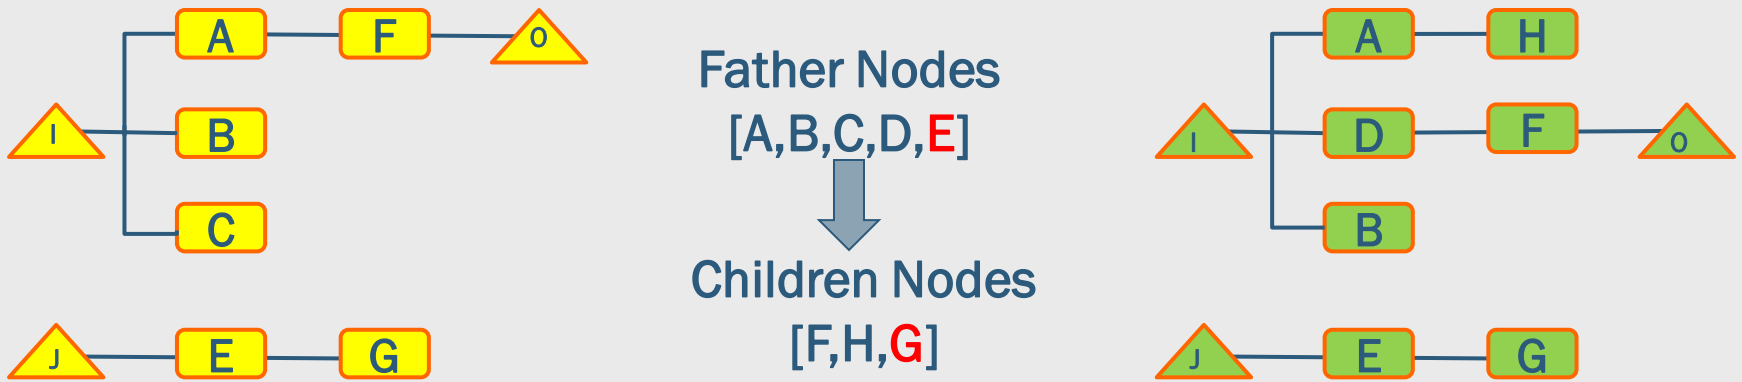 A F O
I B
C
J E G
Father Nodes
[A,B,C,D,E]
Children Nodes
[F,H,G]
A H
I D F O
B
J E G